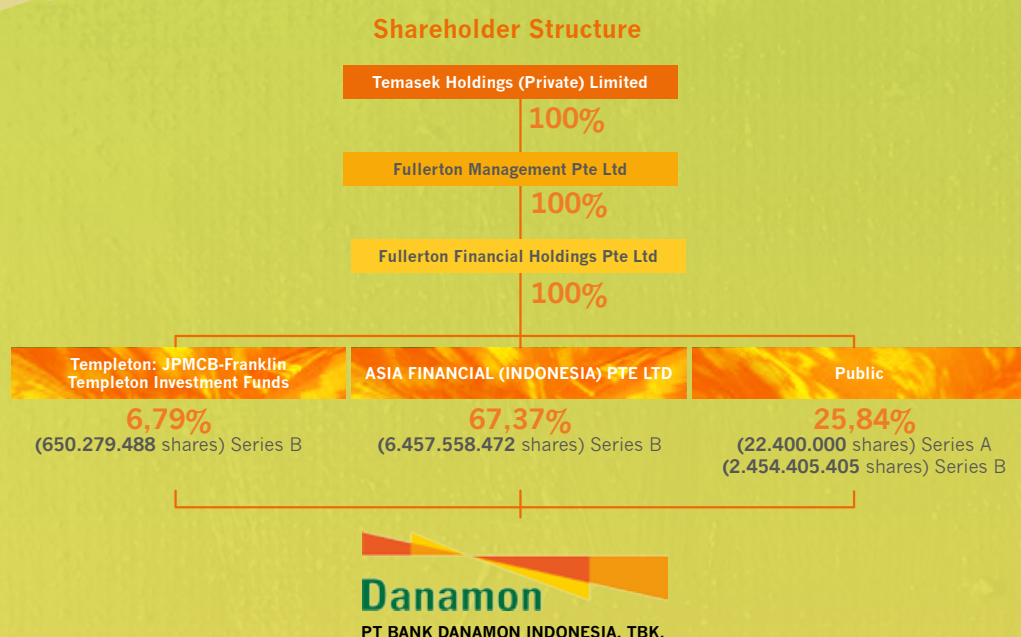 Shareholder Structure
Temasek Holdings (Private) Limited
100%
Fullerton Management Pte Ltd
100%
Fullerton Financial Holdings Pte Ltd
100%
Templeton: JPMCB-Franklin
Templeton Investment Funds
6,79%
(650.279.488 shares) Series B
ASIA FINANCIAL (INDONESIA) PTE LTD
67,37%
(6.457.558.472 shares) Series B
Public
25,84%
(22.400.000 shares) Series A
(2.454.405.405 shares) Series B
Danamon
PT BANK DANAMON INDONESIA, TBK.